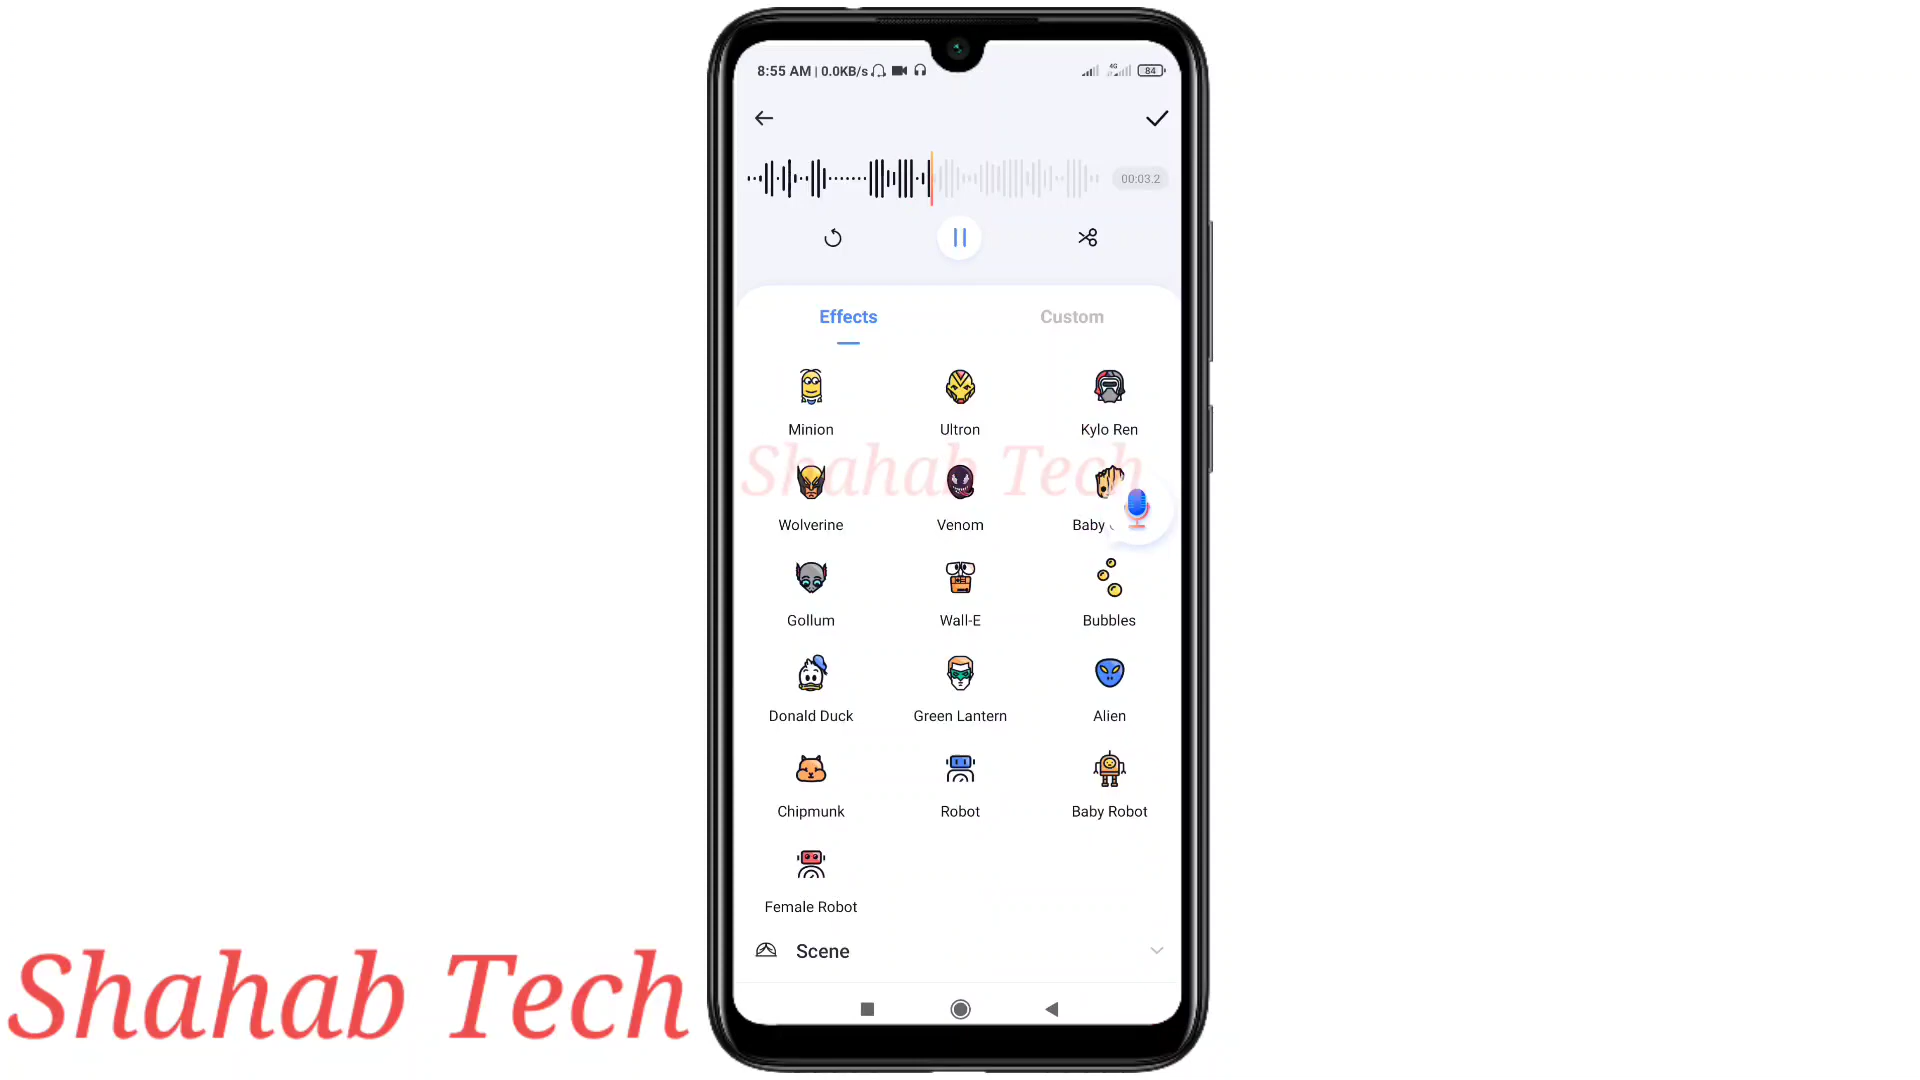 8:55 AM | 0.0KB/s
4G
84
00:03.2
Effects Custom
Minion Ultron Kylo Ren
Shahab Tech
Wolverine Venom Baby
Gollum Wall-E Bubbles
Donald Duck Green Lantern Alien
Chipmunk Robot Baby Robot
Female Robot
Scene
Shahab Tech